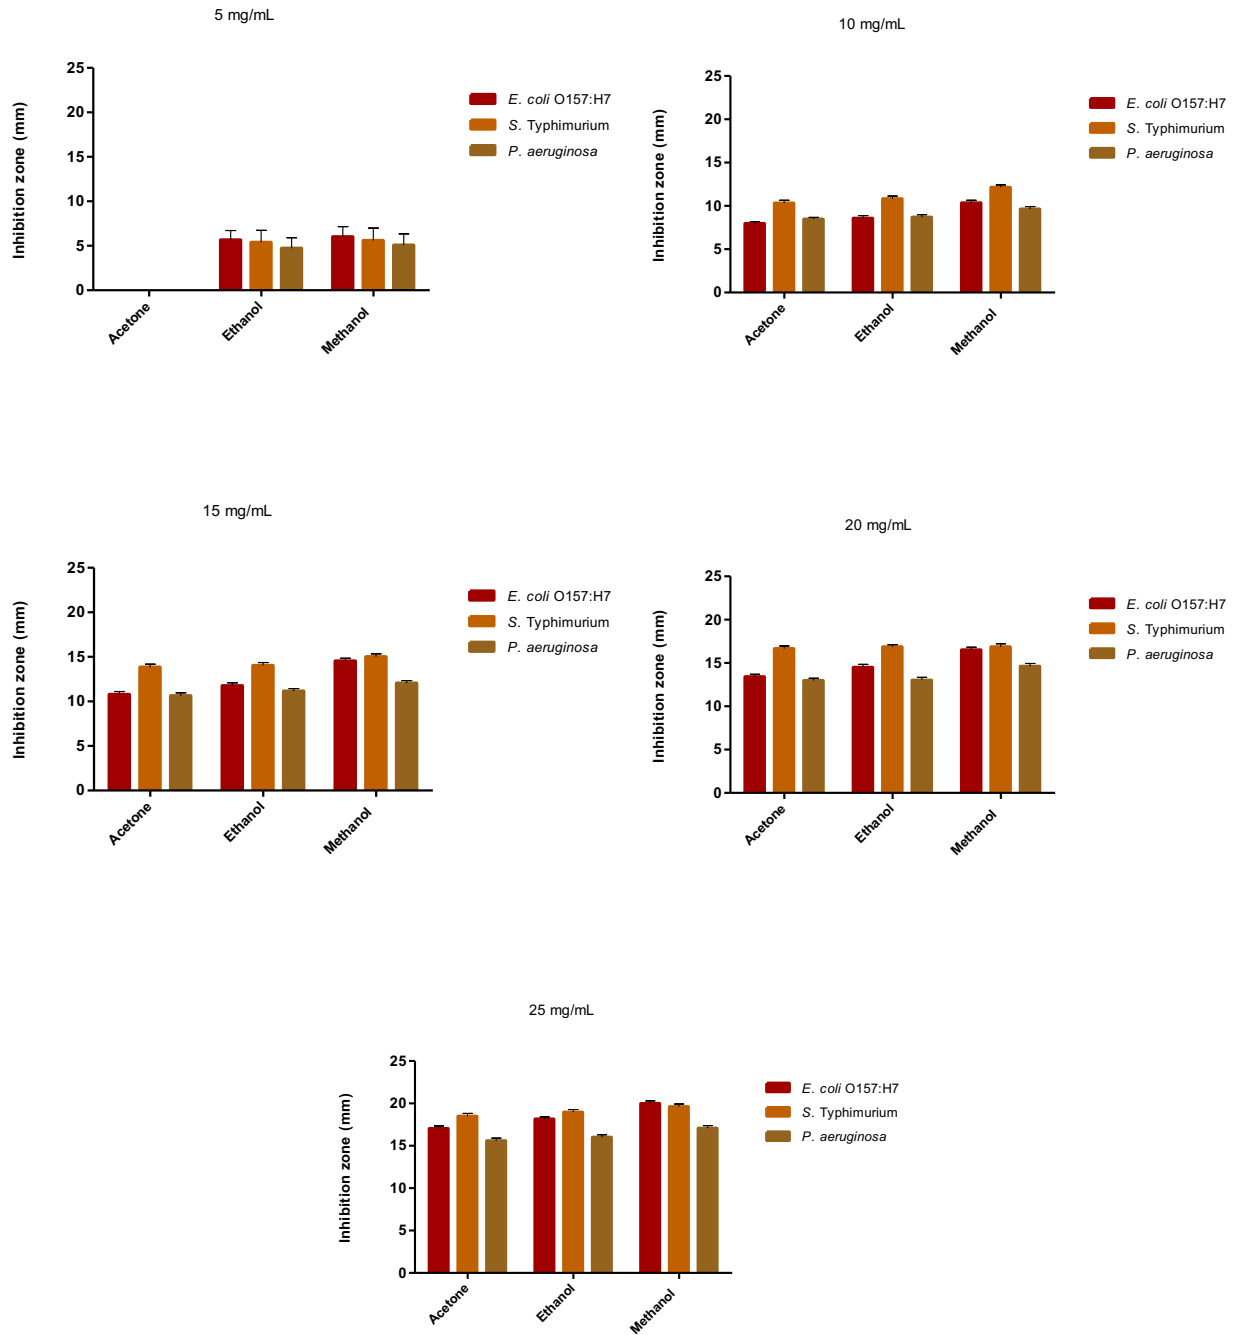 5 mg/mL
25
20
15
10
5
0
Inhibition zone (mm)
Acetone
Ethanol
Methanol
E. coli O157:H7
S. Typhimurium
P. aeruginosa
10 mg/mL
25
20
15
10
5
0
Inhibition zone (mm)
Acetone
Ethanol
Methanol
E. coli O157:H7
S. Typhimurium
P. aeruginosa
15 mg/mL
25
20
15
10
5
0
Inhibition zone (mm)
Acetone
Ethanol
Methanol
E. coli O157:H7
S. Typhimurium
P. aeruginosa
20 mg/mL
25
20
15
10
5
0
Inhibition zone (mm)
Acetone
Ethanol
Methanol
E. coli O157:H7
S. Typhimurium
P. aeruginosa
25 mg/mL
25
20
15
10
5
0
Inhibition zone (mm)
Acetone
Ethanol
Methanol
E. coli O157:H7
S. Typhimurium
P. aeruginosa